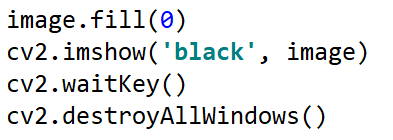 image.fill(0)
cv2.imshow('black', image)
cv2.waitKey()
cv2.destroyAllWindows()